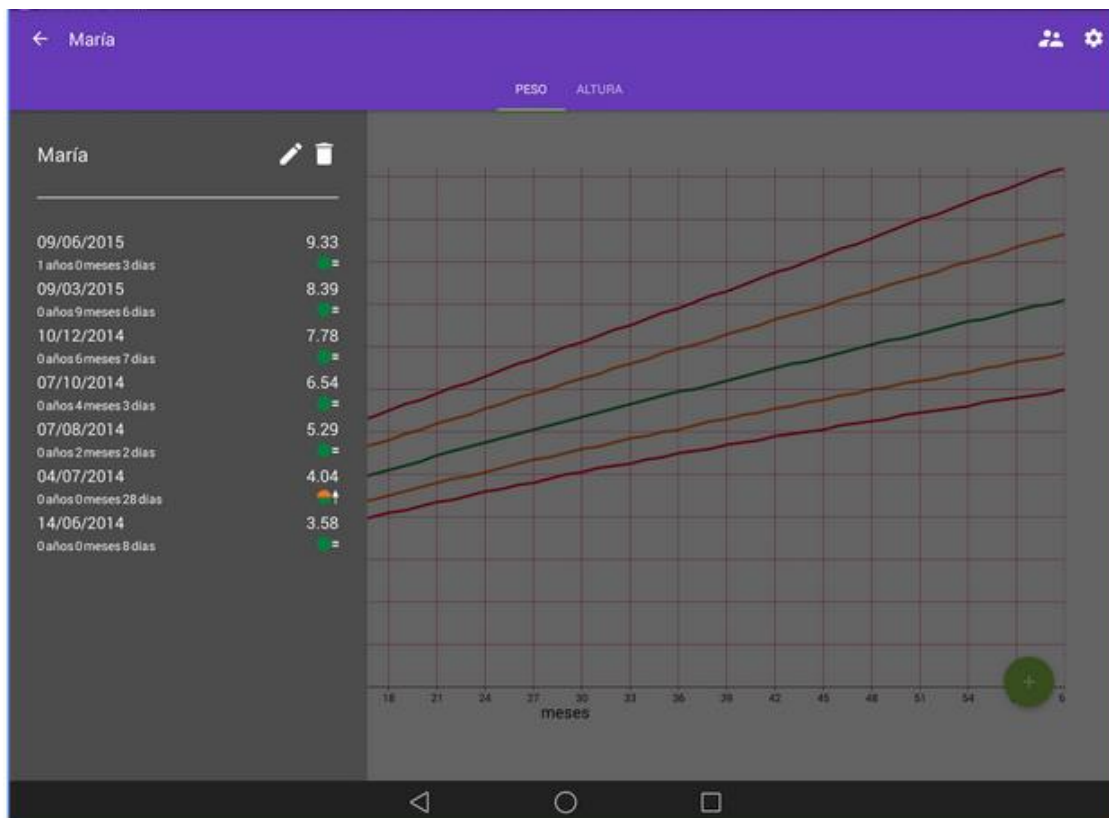 María
PESO ALTURA
María
09/06/2015 9.33
1 años 0 meses 3 días =
09/03/2015 8.39
0 años 9 meses 6 días =
10/12/2014 7.78
0 años 6 meses 7 días =
07/10/2014 6.54
0 años 4 meses 3 días =
07/08/2014 5.29
0 años 2 meses 2 días =
04/07/2014 4.04
0 años 0 meses 28 días
14/06/2014 3.58
0 años 0 meses 8 días =
18 21 24 27 30 33 36 39 42 45 48 51 54 6
meses